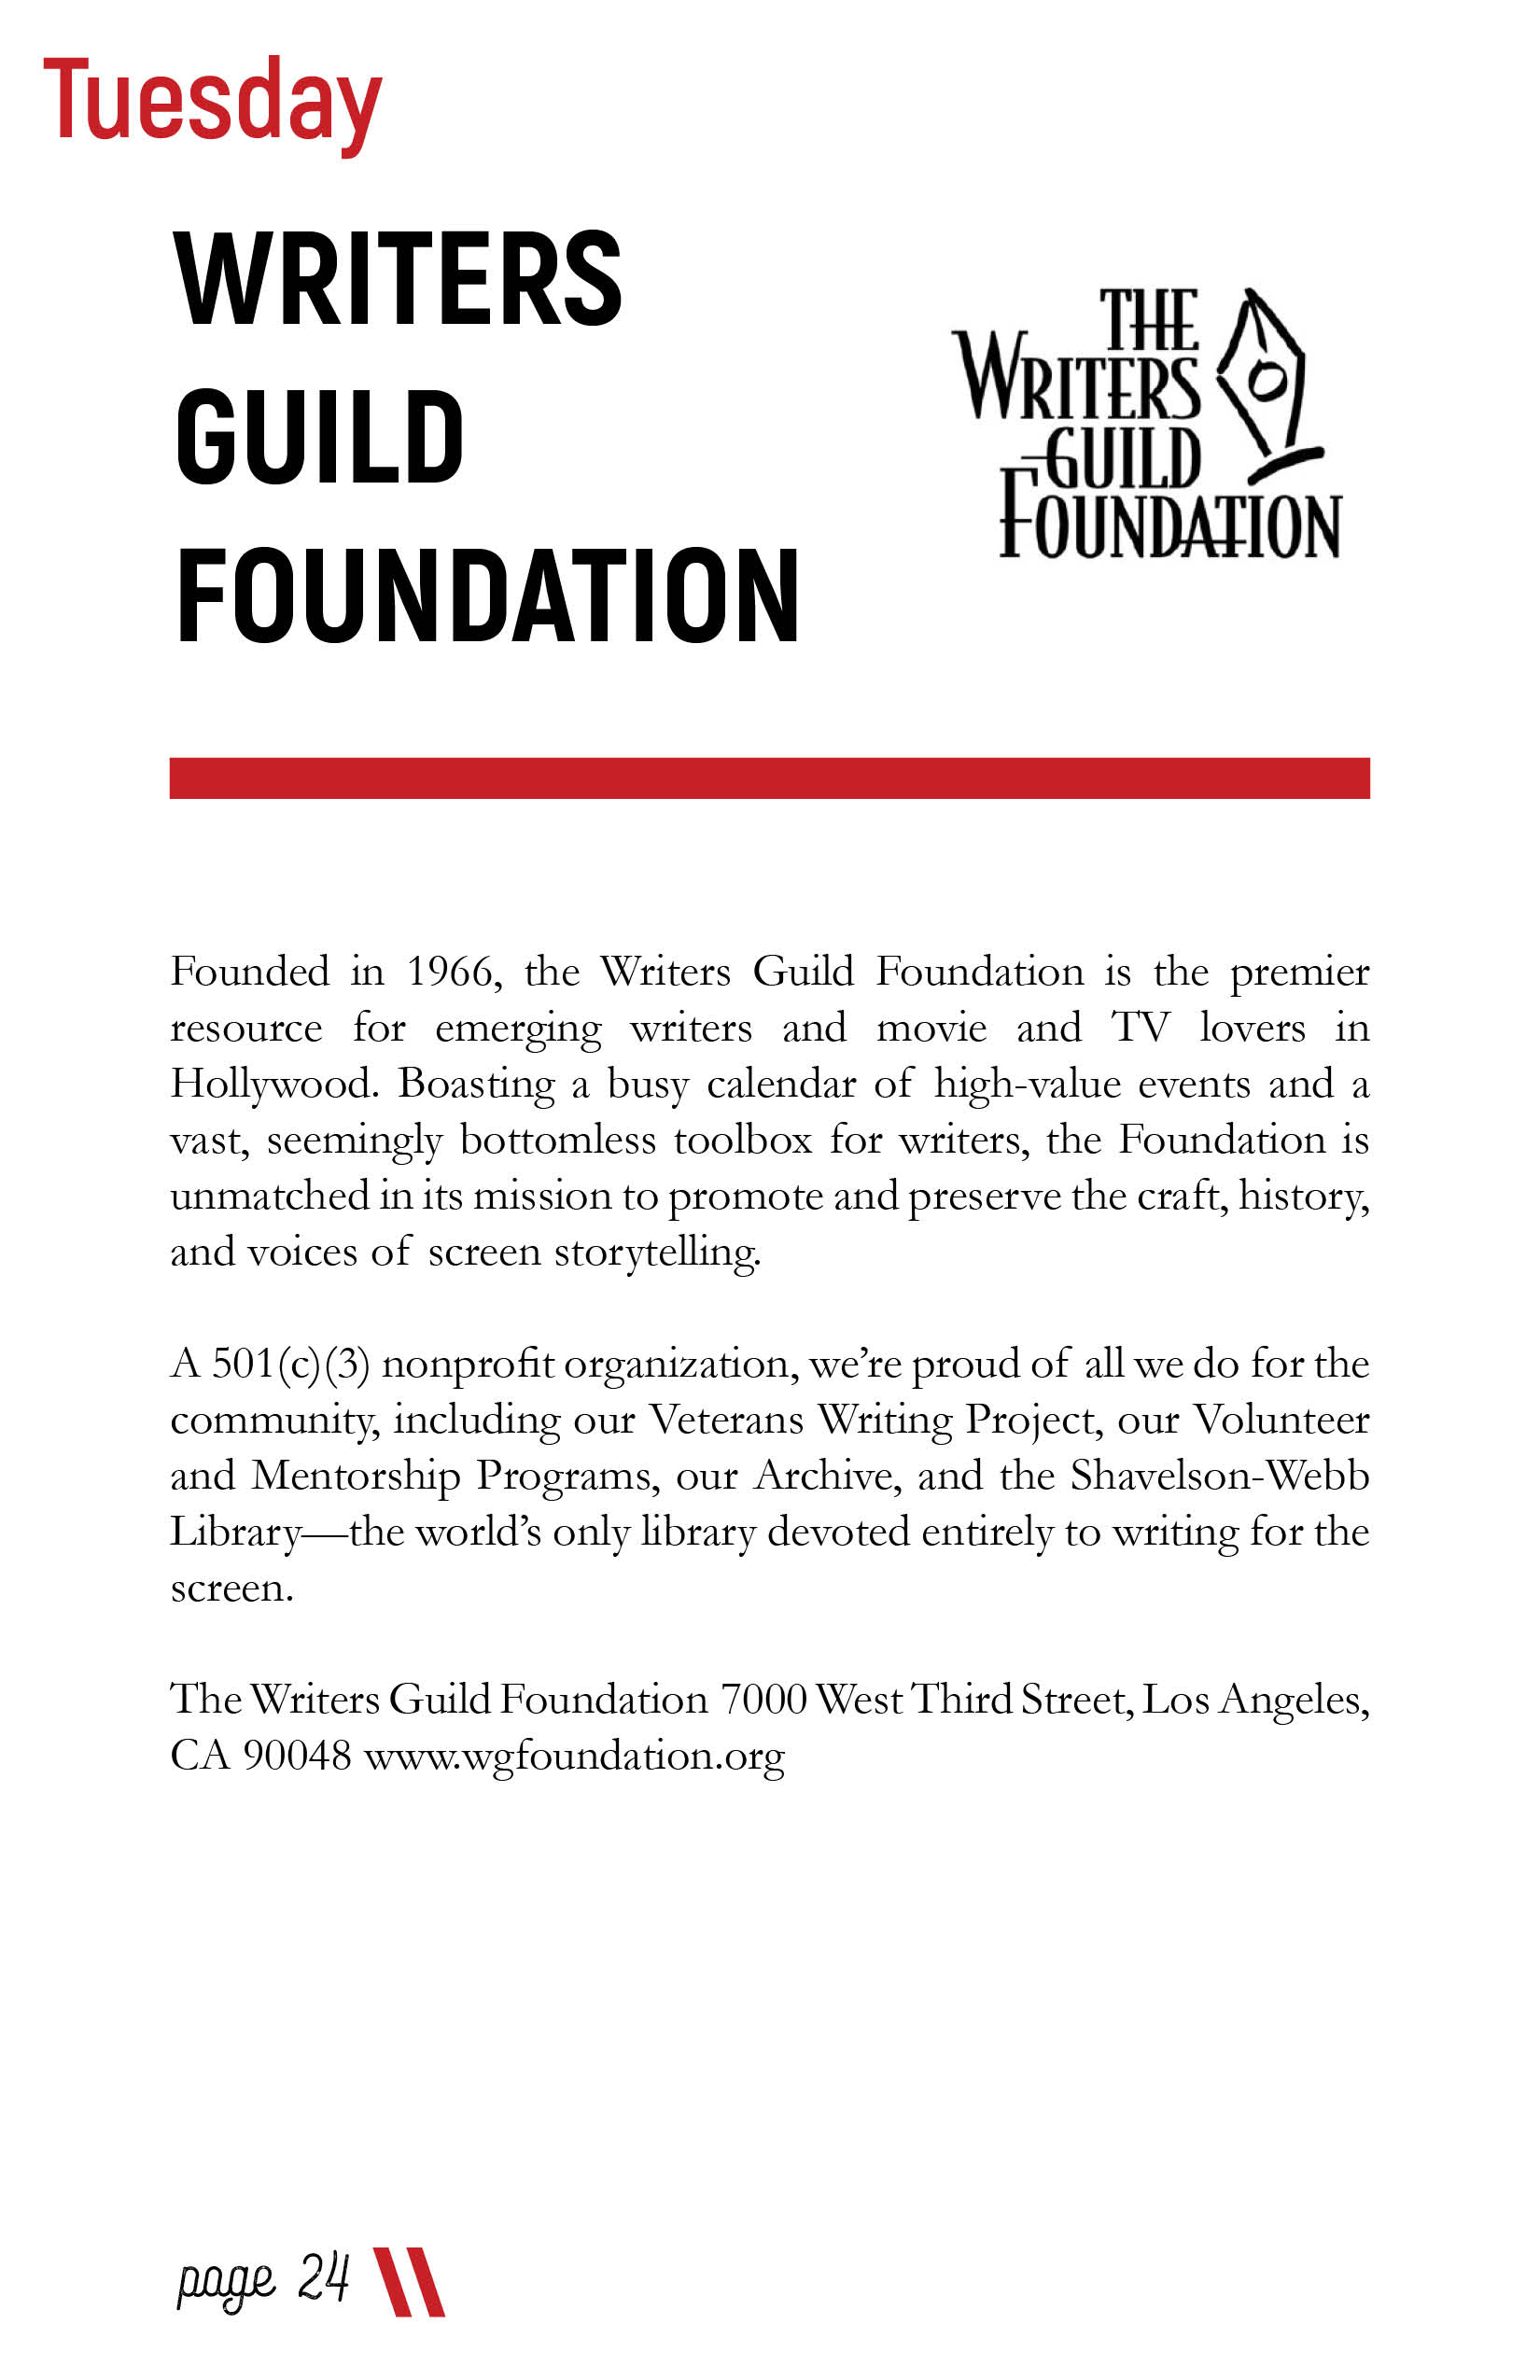 Tuesday
WRITERS
GUILD
FOUNDATION
THE
WRITERS
GUILD
FOUNDATION
Founded in 1966, the Writers Guild Foundation is the premier
resource for emerging writers and movie and TV lovers in
Hollywood. Boasting a busy calendar of high-value events and a
vast, seemingly bottomless toolbox for writers, the Foundation is
unmatched in its mission to promote and preserve the craft, history,
and voices of screen storytelling.
A 501(c)(3) nonprofit organization, we’re proud of all we do for the
community, including our Veterans Writing Project, our Volunteer
and Mentorship Programs, our Archive, and the Shavelson-Webb
Library—the world’s only library devoted entirely to writing for the
screen.
The Writers Guild Foundation 7000 West Third Street, Los Angeles,
CA 90048 www.wgfoundation.org
page 24